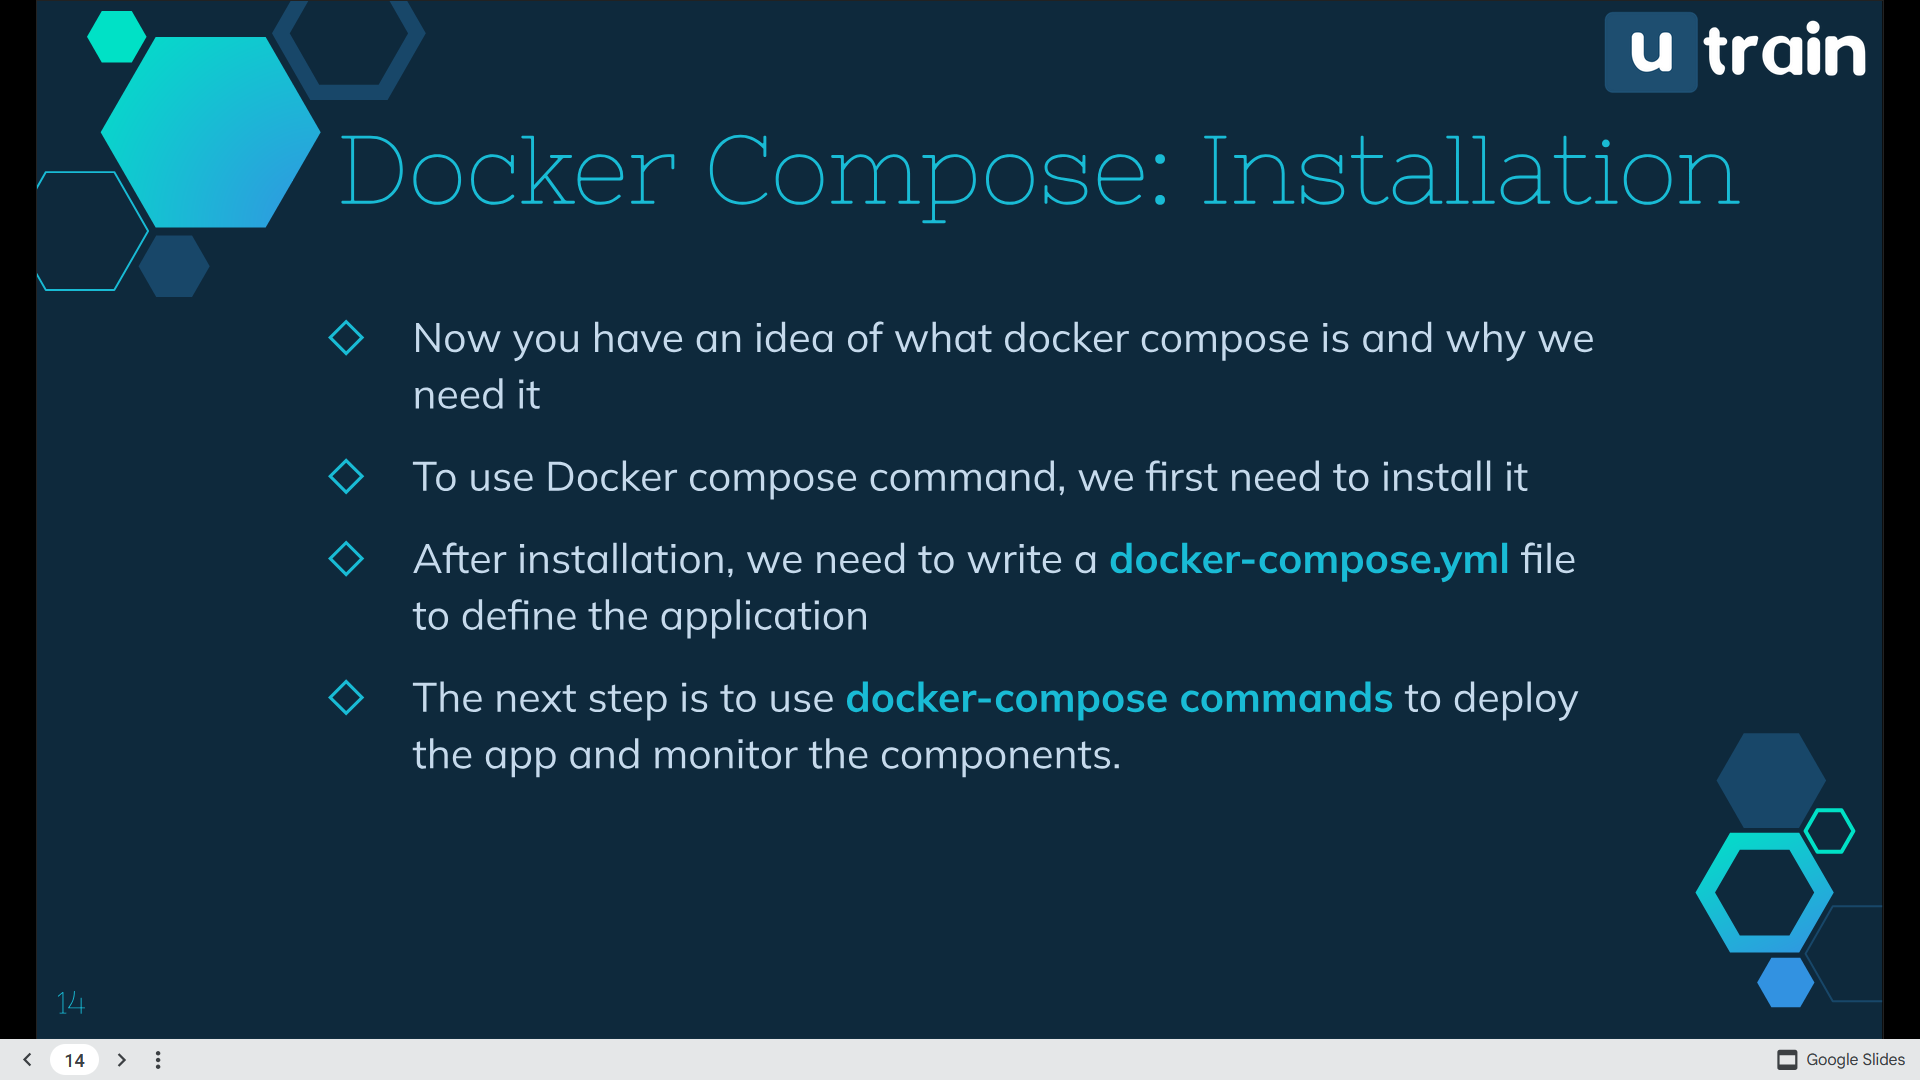 u train
Docker Compose: Installation
Now you have an idea of what docker compose is and why we
need it
To use Docker compose command, we first need to install it
After installation, we need to write a docker-compose.yml file
to define the application
The next step is to use docker-compose commands to deploy
the app and monitor the components.
14
14
Google Slides